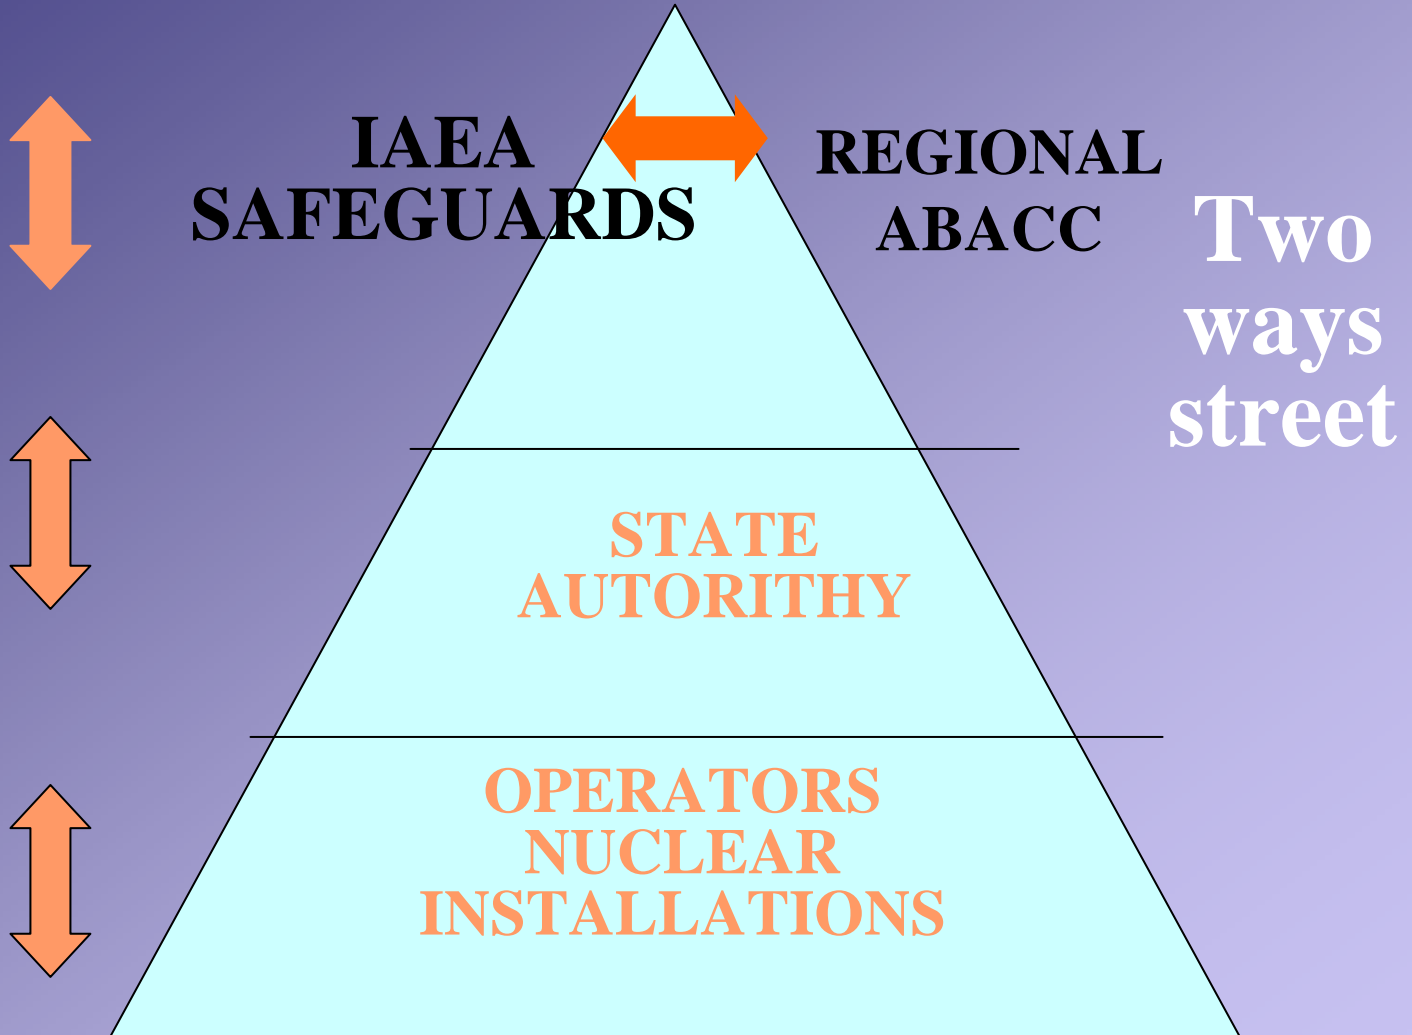 IAEA
SAFEGUARDS
REGIONAL
ABACC
Two
ways
street
STATE
AUTORITHY
OPERATORS
NUCLEAR
INSTALLATIONS